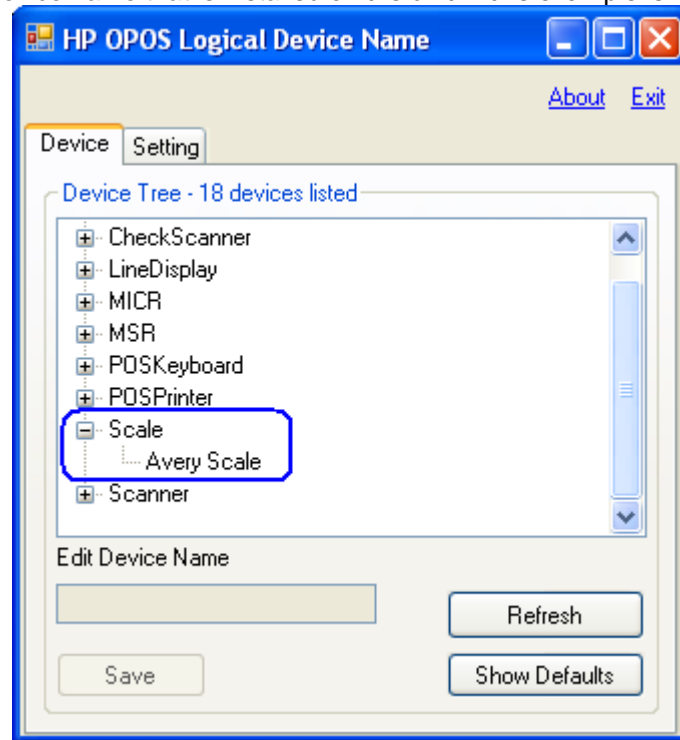 HP OPOS Logical Device Name
About Exit
Device Setting
Device Tree - 18 devices listed
CheckScanner
LineDisplay
MICR
MSR
POSKeyboard
POSPrinter
Scale
Avery Scale
Scanner
Edit Device Name
Refresh
Save Show Defaults